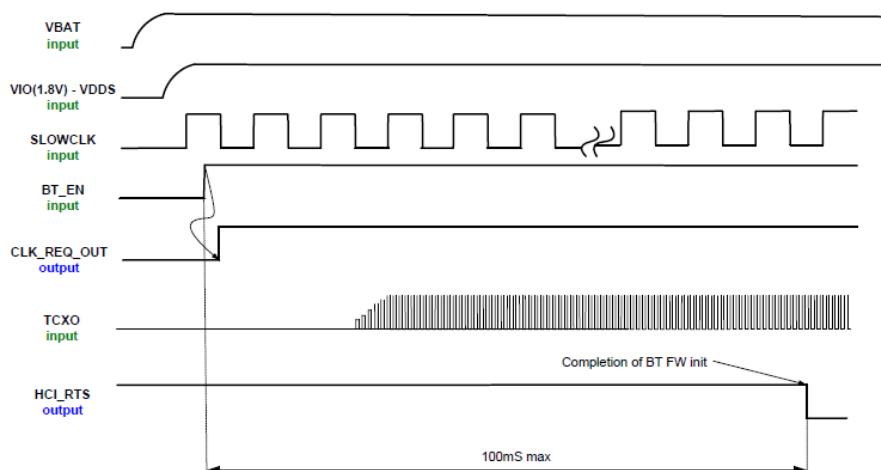 VBAT
input
VIO(1.8V) - VDDS
input
SLOWCLK
input
BT_EN
input
CLK_REQ_OUT
output
TCXO
input
Completion of BT FW init
HCI_RTS
output
100mS max